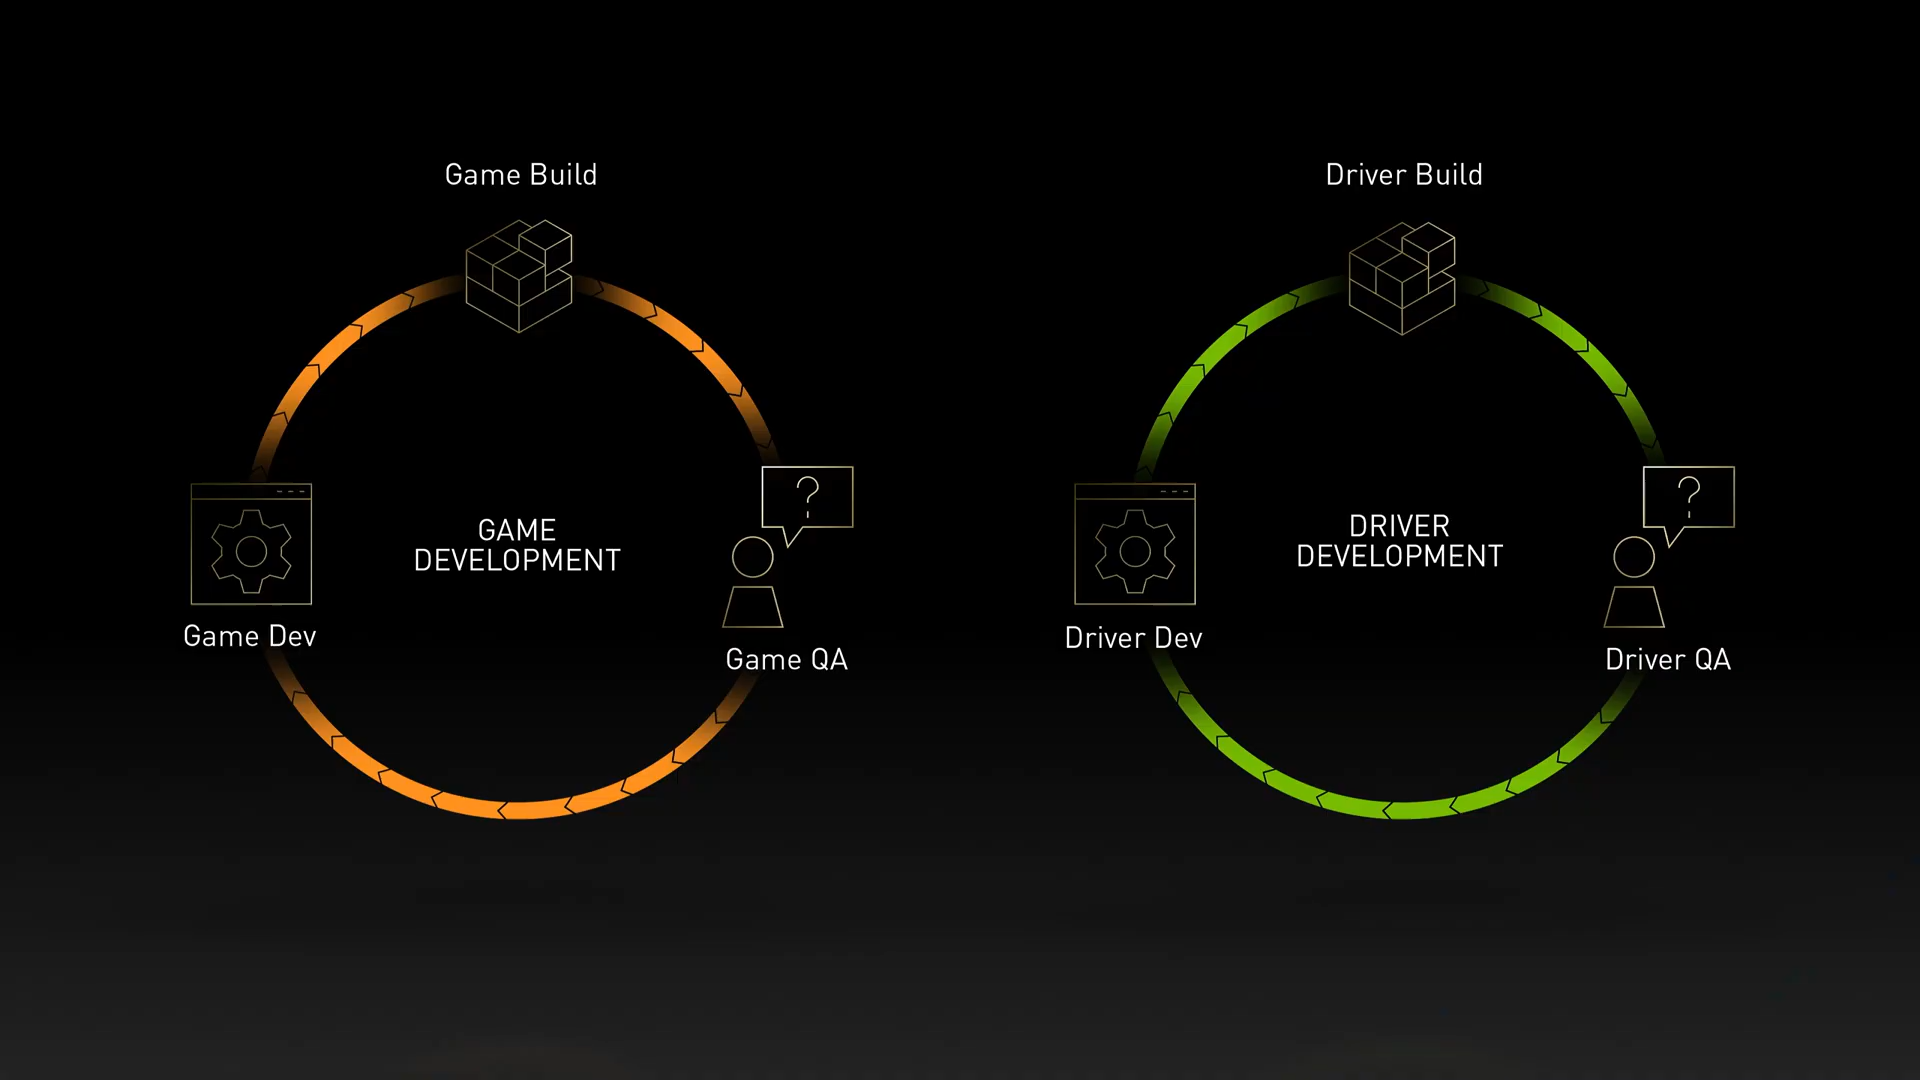 Game Build
GAME
DEVELOPMENT
Game Dev
?
Game QA
Driver Build
DRIVER
DEVELOPMENT
Driver Dev
?
Driver QA